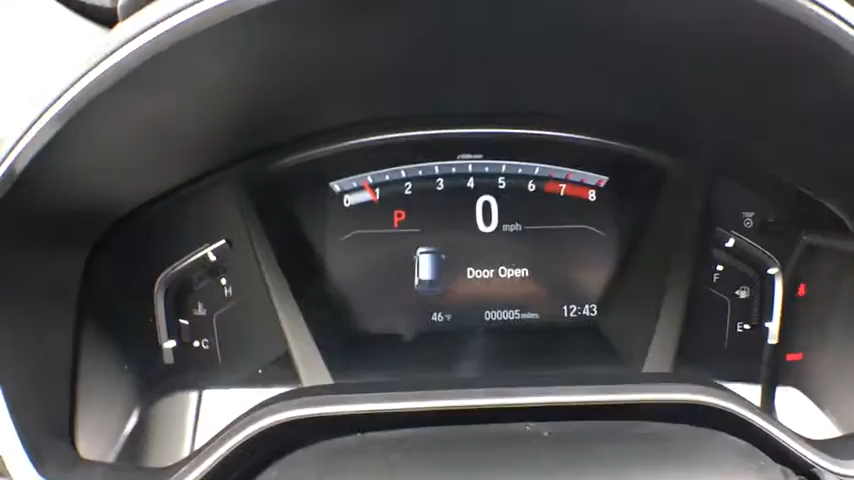 0 1 2 3 4 5 6 7 8
P 0 mph
Door Open
46°F 000005 miles 12:43
H
C
F
E